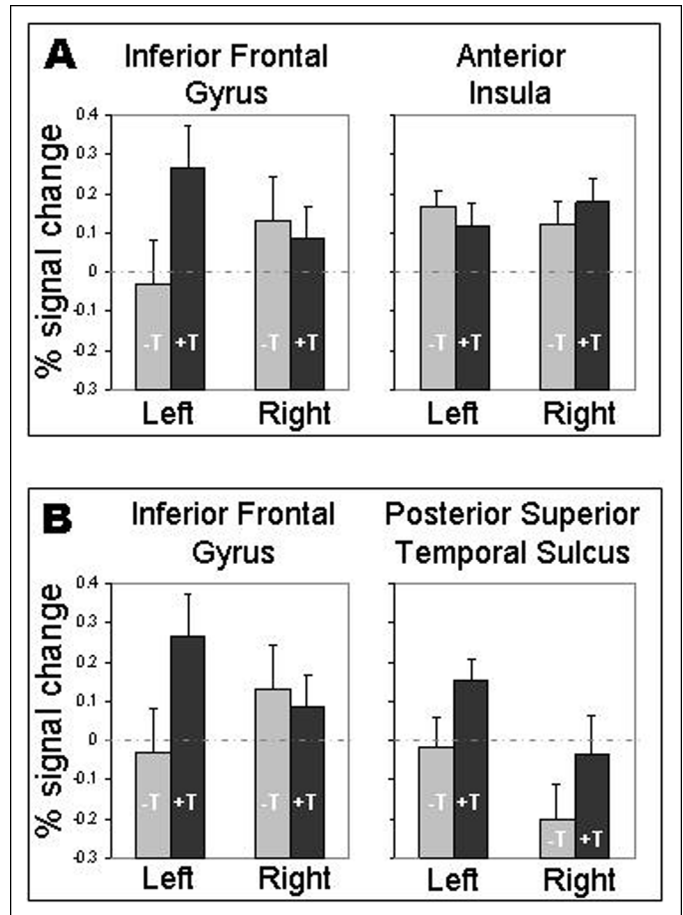 A
Inferior Frontal
Gyrus
Anterior
Insula
% signal change
0.4
0.3
0.2
0.1
0
-0.1
-0.2
-0.3
-T +T -T +T
-T +T -T +T
Left Right
Left Right
B
Inferior Frontal
Gyrus
Posterior Superior
Temporal Sulcus
% signal change
0.4
0.3
0.2
0.1
0
-0.1
-0.2
-0.3
-T +T -T +T
-T +T -T +T
Left Right
Left Right